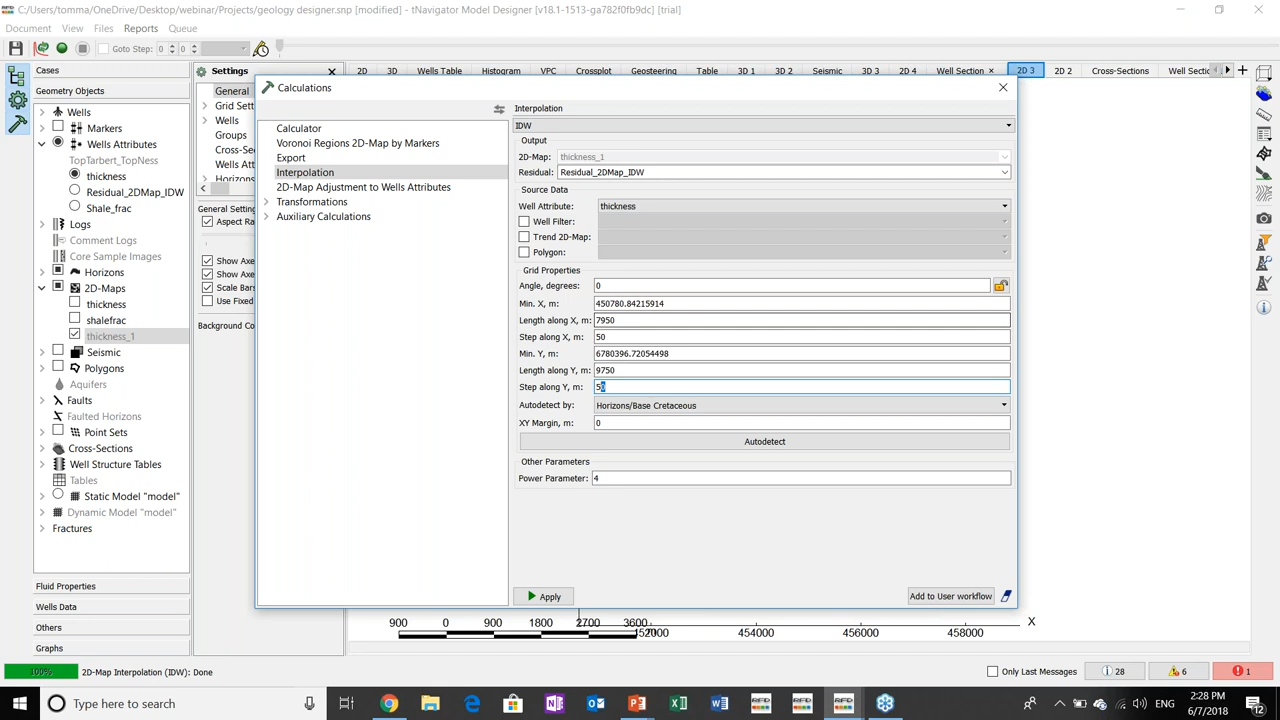 C:/Users/tomma/OneDrive/Desktop/webinar/Projects/geology designer.snp [modified] - tNavigator Model Designer [v18.1-1513-ga782f0fb9dc] [trial]
Document View Files Reports Queue
Goto Step: 0 0
Cases
Geometry Objects
Wells
Markers
Wells Attributes
TopTarbert_TopNess
thickness
Residual_2DMap_IDW
Shale_frac
Logs
Comment Logs
Core Sample Images
Horizons
2D-Maps
thickness
shalefrac
thickness_1
Seismic
Polygons
Aquifers
Faults
Faulted Horizons
Point Sets
Cross-Sections
Well Structure Tables
Tables
Static Model "model"
Dynamic Model "model"
Fractures
Fluid Properties
Wells Data
Others
Graphs
Settings
General
Grid Sett
Wells
Groups
Cross-Se
Wells Att
Horizons
General Setting
Aspect Ra
Show Axe
Show Axe
Scale Bars
Use Fixed
Background Co
2D 3D Wells Table Histogram VPC Crossplot Geosteering Table 3D 1 3D 2 Seismic 3D 3 2D 4 Well Section 2D 3 2D 2 Cross-Sections Well Sectic
Calculations
Calculator
Voronoi Regions 2D-Map by Markers
Export
Interpolation
2D-Map Adjustment to Wells Attributes
Transformations
Auxiliary Calculations
Interpolation
IDW
Output
2D-Map: thickness_1
Residual: Residual_2DMap_IDW
Source Data
Well Attribute: thickness
Well Filter:
Trend 2D-Map:
Polygon:
Grid Properties
Angle, degrees: 0
Min. X, m: 450780.84215914
Length along X, m: 7950
Step along X, m: 50
Min. Y, m: 6780396.72054498
Length along Y, m: 9750
Step along Y, m: 50
Autodetect by: Horizons/Base Cretaceous
XY Margin, m: 0
Autodetect
Other Parameters
Power Parameter: 4
Apply
Add to User workflow
900 0 900 1800 2700 3600
454000 456000 458000 X
100% 2D-Map Interpolation (IDW): Done
Only Last Messages 28 6 1
Type here to search
ENG
2:28 PM
6/7/2018
12